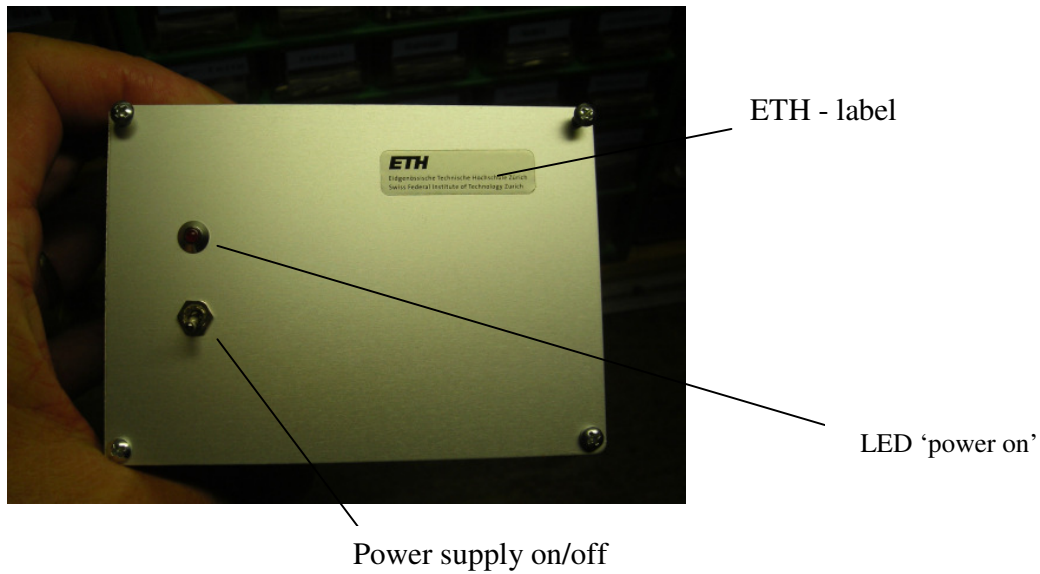 ETH - label
ETH
Eidgenössische Technische Hochschule Zürich
Swiss Federal Institute of Technology Zurich
LED ‘power on’
Power supply on/off